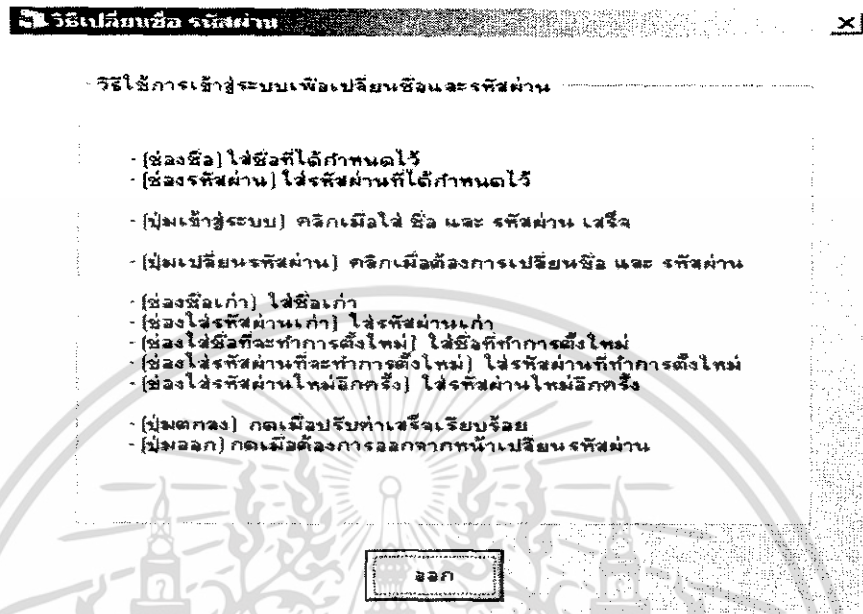 วิธีเปลี่ยนชื่อ รหัสผ่าน
วิธีใช้การเข้าสู่ระบบเพื่อเปลี่ยนชื่อและรหัสผ่าน
- [ช่องชื่อ] ใส่ชื่อที่ได้กำหนดไว้
- [ช่องรหัสผ่าน] ใส่รหัสผ่านที่ได้กำหนดไว้
- [ปุ่มเข้าสู่ระบบ] คลิกเมื่อใส่ ชื่อ และ รหัสผ่าน เสร็จ
- [ปุ่มเปลี่ยนรหัสผ่าน] คลิกเมื่อต้องการเปลี่ยนชื่อ และ รหัสผ่าน
- [ช่องชื่อเก่า] ใส่ชื่อเก่า
- [ช่องใส่รหัสผ่านเก่า] ใส่รหัสผ่านเก่า
- [ช่องใส่ชื่อที่จะทำการตั้งใหม่] ใส่ชื่อที่ทำการตั้งใหม่
- [ช่องใส่รหัสผ่านที่จะทำการตั้งใหม่] ใส่รหัสผ่านที่ทำการตั้งใหม่
- [ช่องใส่รหัสผ่านใหม่อีกครั้ง] ใส่รหัสผ่านใหม่อีกครั้ง
- [ปุ่มตกลง] กดเมื่อปรับค่าเสร็จเรียบร้อย
- [ปุ่มออก] กดเมื่อต้องการออกจากหน้าเปลี่ยนรหัสผ่าน
ออก